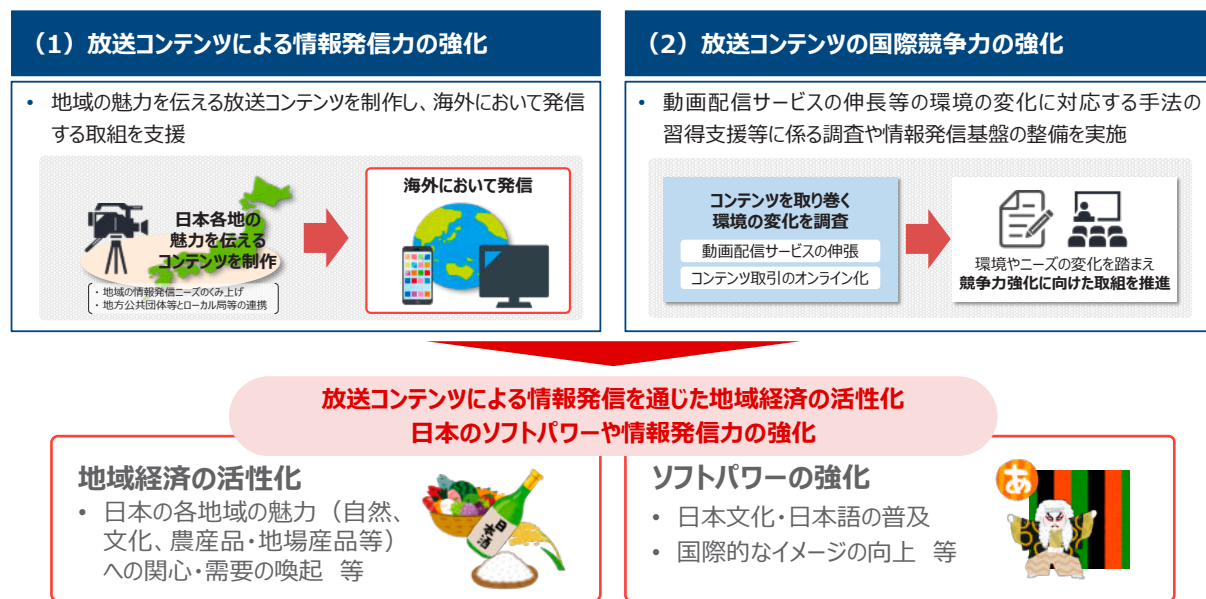 （1）放送コンテンツによる情報発信力の強化
• 地域の魅力を伝える放送コンテンツを制作し、海外において発信
する取組を支援
日本各地の
魅力を伝える
コンテンツを制作
・地域の情報発信ニーズのくみ上げ
・地方公共団体等とローカル局等の連携
海外において発信
（2）放送コンテンツの国際競争力の強化
• 動画配信サービスの伸長等の環境の変化に対応する手法の
習得支援等に係る調査や情報発信基盤の整備を実施
コンテンツを取り巻く
環境の変化を調査
動画配信サービスの伸張
コンテンツ取引のオンライン化
環境やニーズの変化を踏まえ
競争力強化に向けた取組を推進
放送コンテンツによる情報発信を通じた地域経済の活性化
日本のソフトパワーや情報発信力の強化
地域経済の活性化
• 日本の各地域の魅力（自然、
文化、農産品・地場産品等）
への関心・需要の喚起 等
日本酒
ソフトパワーの強化
• 日本文化・日本語の普及
• 国際的なイメージの向上 等
あ